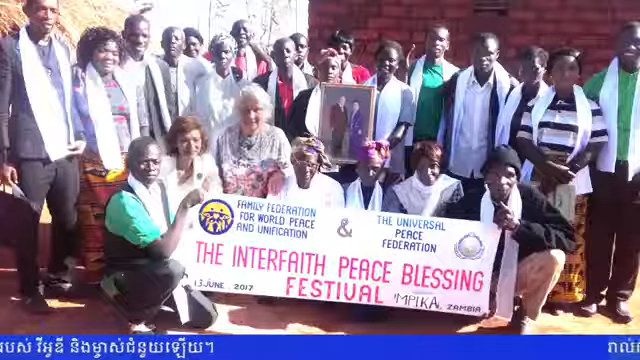 FAMILY FEDERATION
FOR WORLD PEACE
AND UNIFICATION
&
THE UNIVERSAL
PEACE
FEDERATION
THE INTERFAITH PEACE BLESSING
FESTIVAL 'MPIKA', ZAMBIA
13 JUNE, 2017
របស់ វីអូឌី និងម្ចាស់ជំនួយឡើយ។